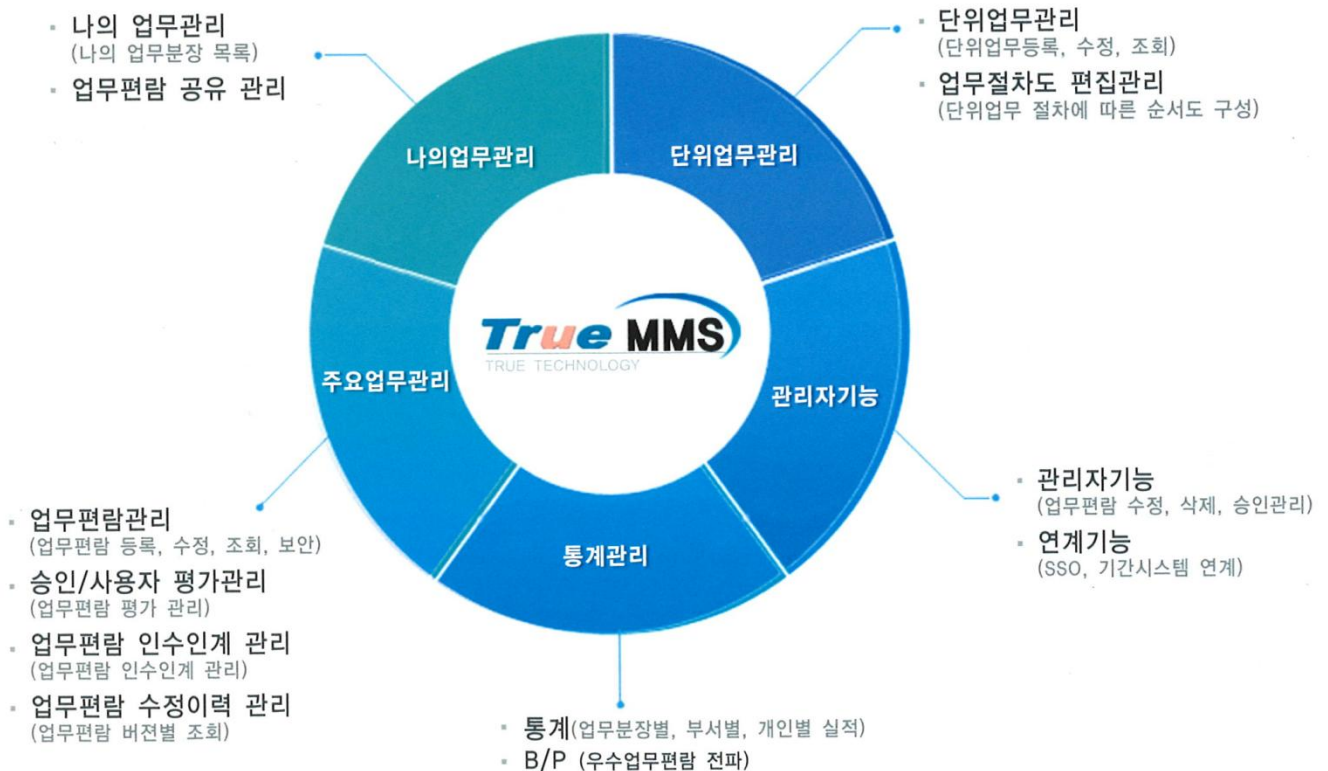 나의 업무관리
(나의 업무분장 목록)
업무편람 공유 관리
단위업무관리
(단위업무등록, 수정, 조회)
업무절차도 편집관리
(단위업무 절차에 따른 순서도 구성)
나의업무관리
단위업무관리
True MMS
TRUE TECHNOLOGY
주요업무관리
관리자기능
통계관리
관리자기능
(업무편람 수정, 삭제, 승인관리)
연계기능
(SSO, 기간시스템 연계)
업무편람관리
(업무편람 등록, 수정, 조회, 보안)
승인/사용자 평가관리
(업무편람 평가 관리)
업무편람 인수인계 관리
(업무편람 인수인계 관리)
업무편람 수정이력 관리
(업무편람 버젼별 조회)
통계(업무분장별, 부서별, 개인별 실적)
B/P (우수업무편람 전파)